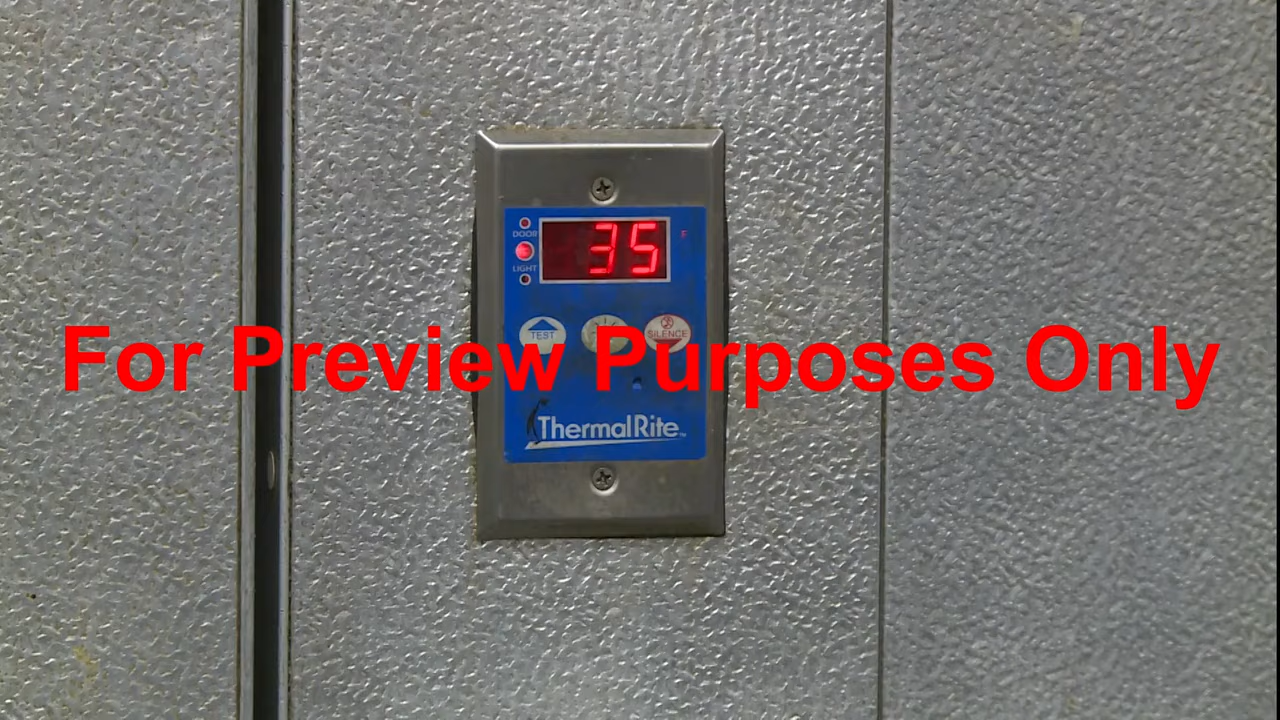 35
F
DOOR
LIGHT
TEST
SILENCE
For Preview Purposes Only
ThermalRite